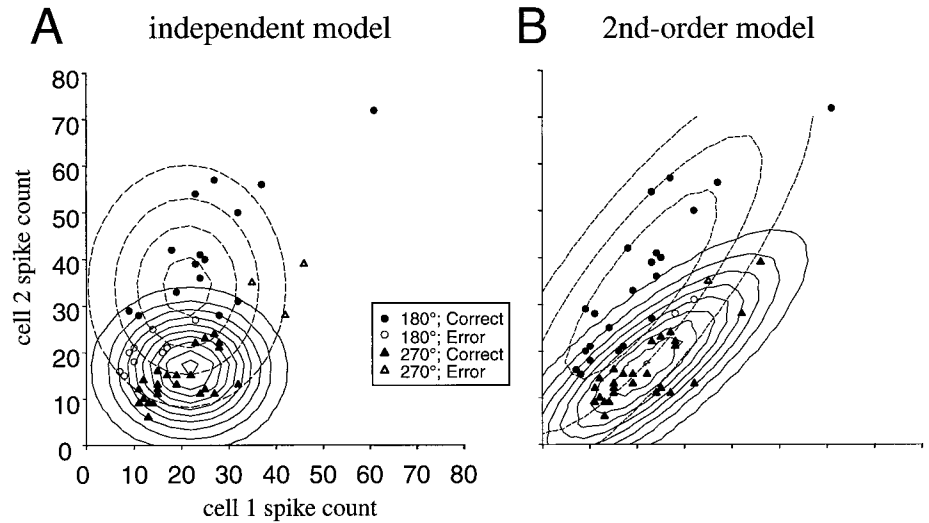 A
independent model
B
2nd-order model
cell 2 spike count
80
70
60
50
40
30
20
10
0
180°; Correct
180°; Error
270°; Correct
270°; Error
0 10 20 30 40 50 60 70 80
cell 1 spike count